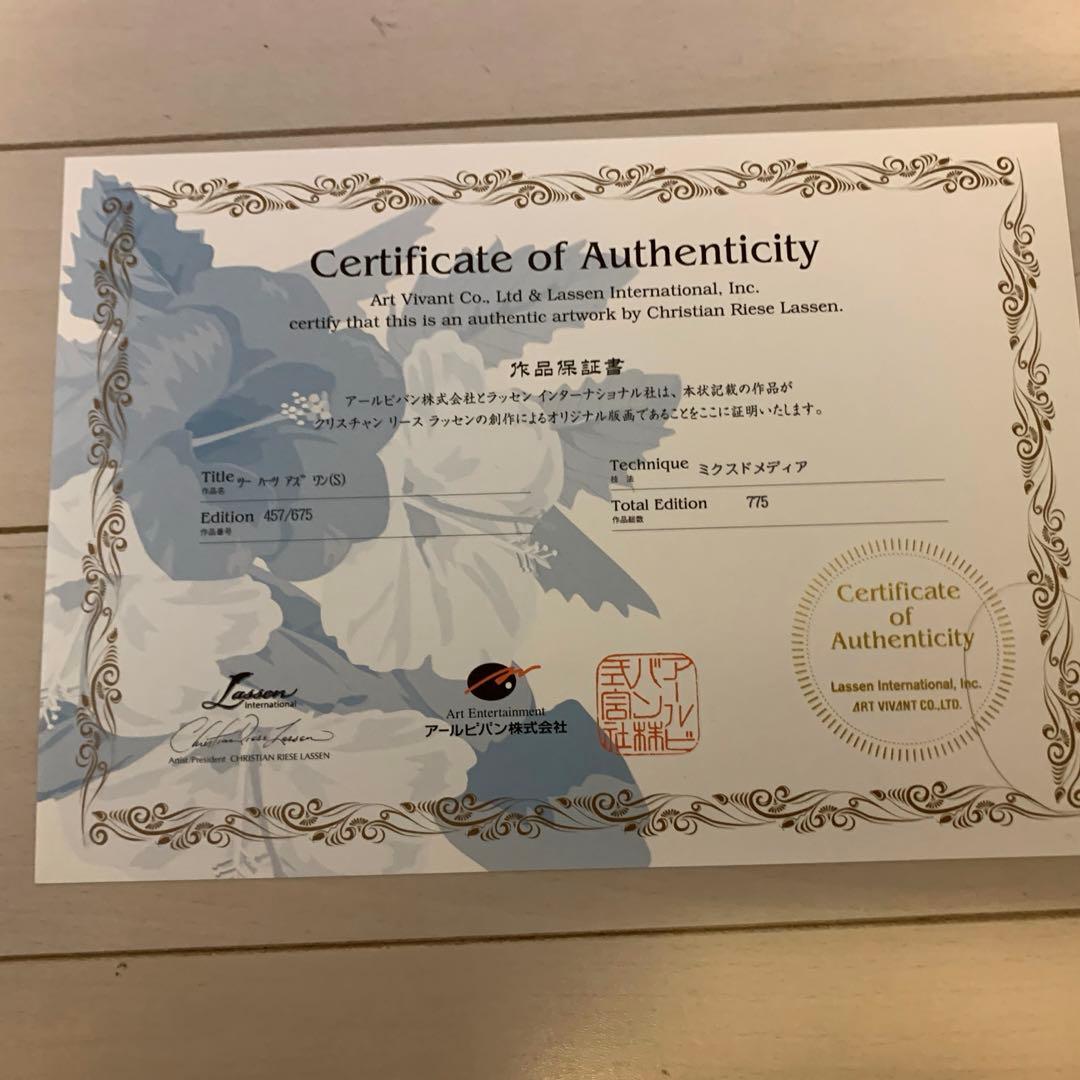 Certificate of Authenticity
Art Vivant Co., Ltd & Lassen International, Inc.
certify that this is an authentic artwork by Christian Riese Lassen.
作品保証書
アールビバン株式会社とラッセン インターナショナル社は、本状記載の作品が
クリスチャン リース ラッセンの創作によるオリジナル版画であることをここに証明いたします。
Title ツー ハーツ アズ ワン(S)
作品名
Technique ミクスドメディア
技 法
Edition 457/675
作品番号
Total Edition 775
作品総数
Certificate
of
Authenticity
Lassen International, Inc.
ART VIVANT CO.,LTD.
Lassen
International
Christian Riese Lassen
Artist/President CHRISTIAN RIESE LASSEN
Art Entertainment
アールビバン株式会社
アールビ
バン株
式会社